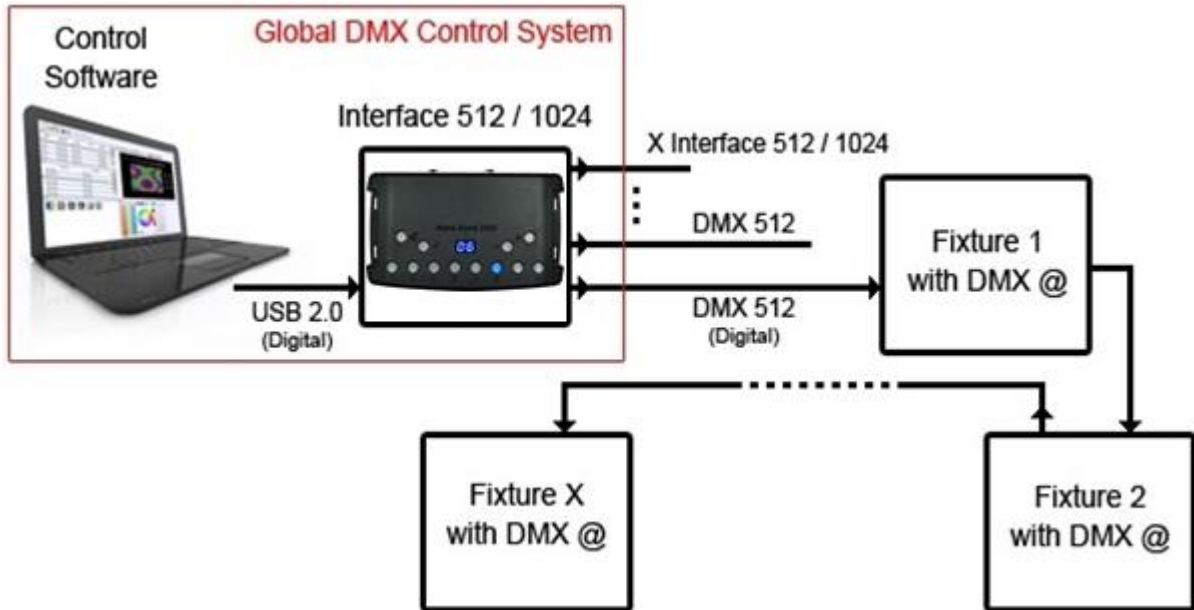 Control
Software
Global DMX Control System
Interface 512 / 1024
X Interface 512 / 1024
DMX 512
USB 2.0
(Digital)
DMX 512
(Digital)
Fixture 1
with DMX @
Fixture X
with DMX @
Fixture 2
with DMX @